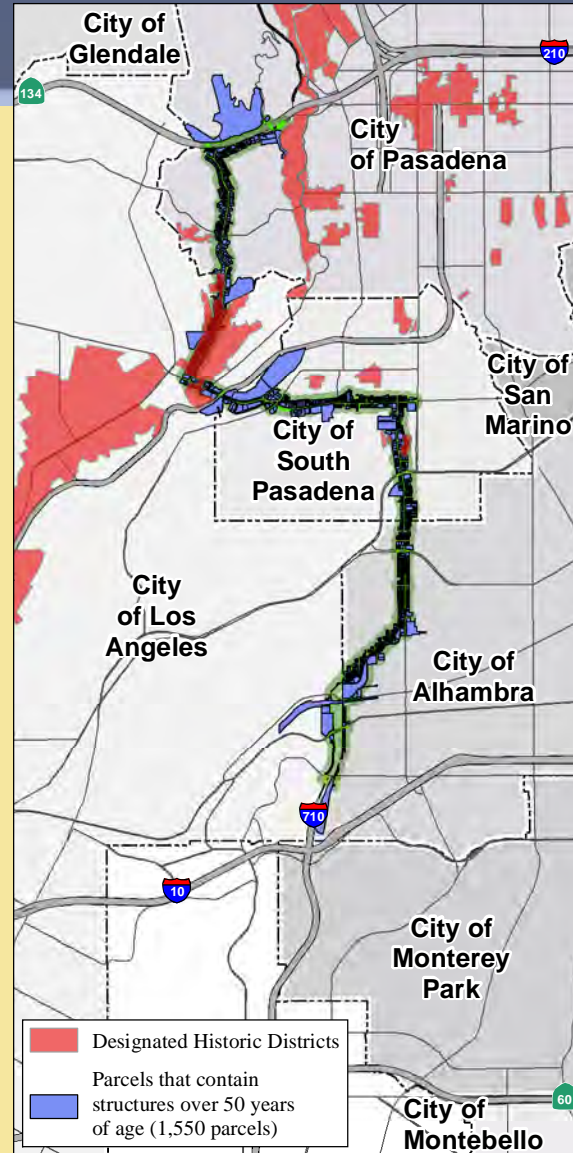 City of
Glendale
210
134
City
of Pasadena
City of
San
Marino
City of
South
Pasadena
City
of Los
Angeles
City of
Alhambra
710
10
City of
Monterey
Park
Designated Historic Districts
Parcels that contain
structures over 50 years
of age (1,550 parcels)
60
City of
Montebello